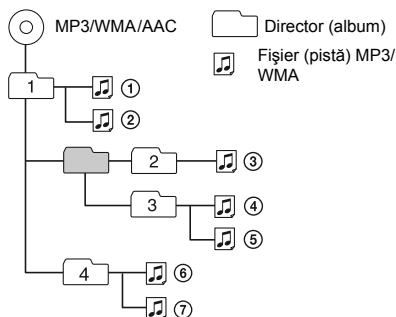 MP3/WMA/AAC
Director (album)
Fişier (pistă) MP3/
WMA
1
①
②
2
③
3
④
⑤
4
⑥
⑦